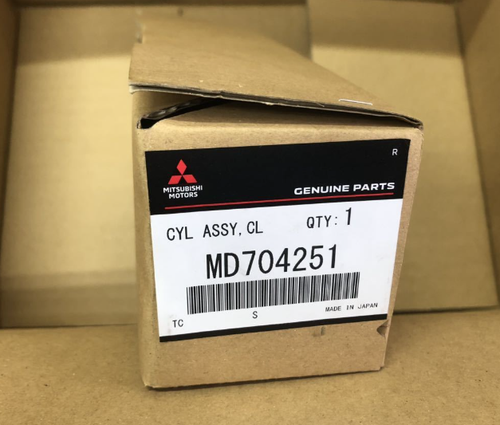 R
MITSUBISHI
MOTORS
GENUINE PARTS
CYL ASSY, CL QTY: 1
MD704251
TC S MADE IN JAPAN